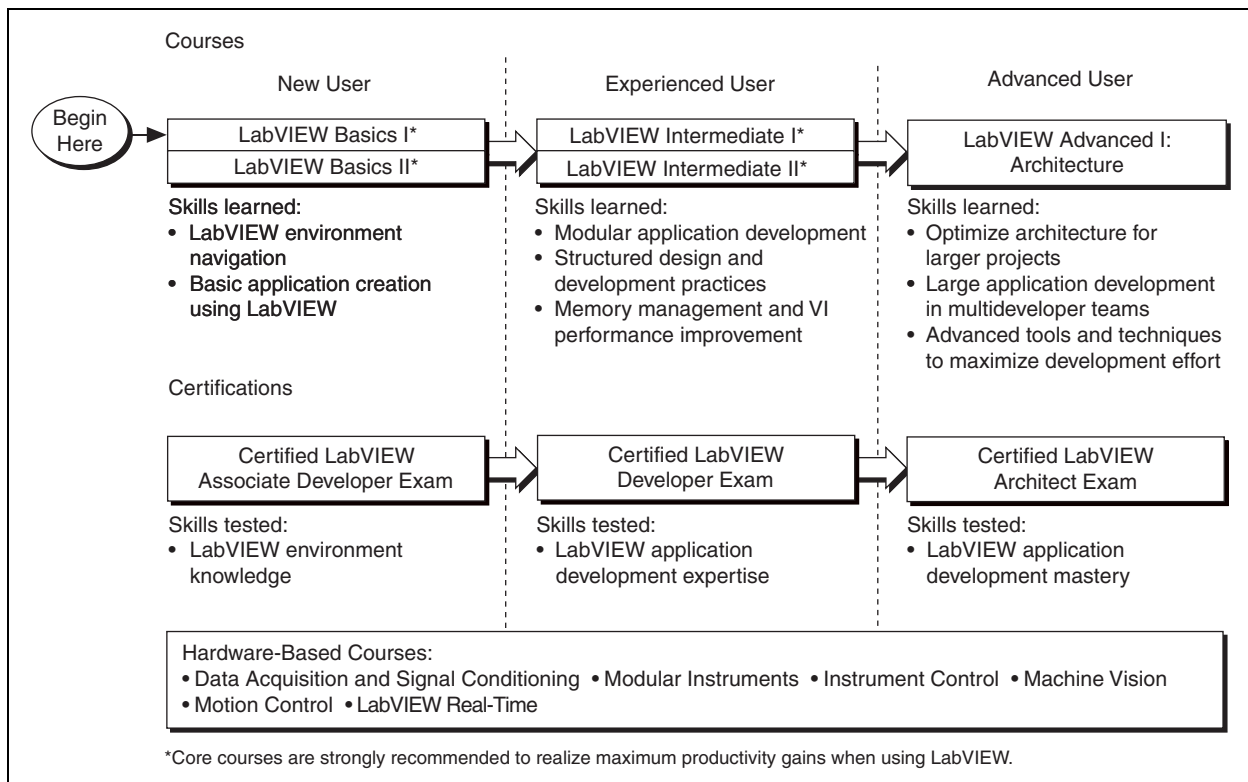 Courses
New User
Experienced User
Advanced User
Begin
Here
LabVIEW Basics I*
LabVIEW Basics II*
LabVIEW Intermediate I*
LabVIEW Intermediate II*
LabVIEW Advanced I:
Architecture
Skills learned:
• LabVIEW environment
navigation
• Basic application creation
using LabVIEW
Skills learned:
• Modular application development
• Structured design and
development practices
• Memory management and VI
performance improvement
Skills learned:
• Optimize architecture for
larger projects
• Large application development
in multideveloper teams
• Advanced tools and techniques
to maximize development effort
Certifications
Certified LabVIEW
Associate Developer Exam
Certified LabVIEW
Developer Exam
Certified LabVIEW
Architect Exam
Skills tested:
• LabVIEW environment
knowledge
Skills tested:
• LabVIEW application
development expertise
Skills tested:
• LabVIEW application
development mastery
Hardware-Based Courses:
• Data Acquisition and Signal Conditioning • Modular Instruments • Instrument Control • Machine Vision
• Motion Control • LabVIEW Real-Time
*Core courses are strongly recommended to realize maximum productivity gains when using LabVIEW.